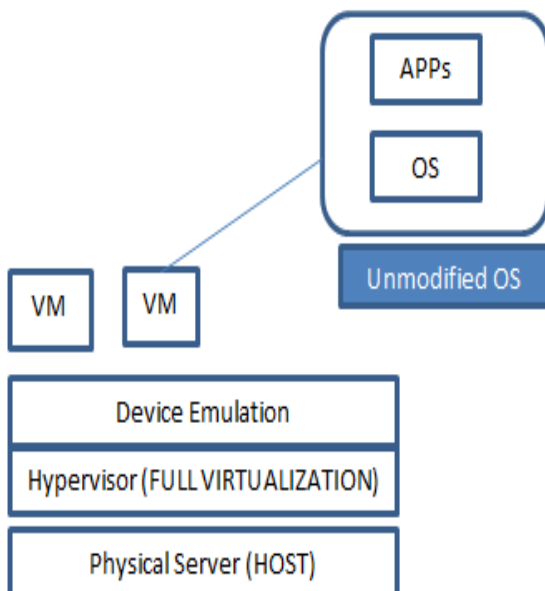 APPs
OS
Unmodified OS
VM
VM
Device Emulation
Hypervisor (FULL VIRTUALIZATION)
Physical Server (HOST)